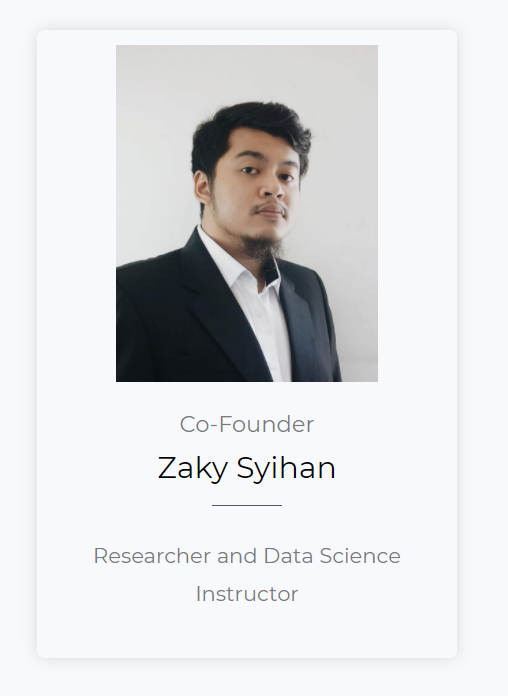 Co-Founder
Zaky Syihan
Researcher and Data Science
Instructor